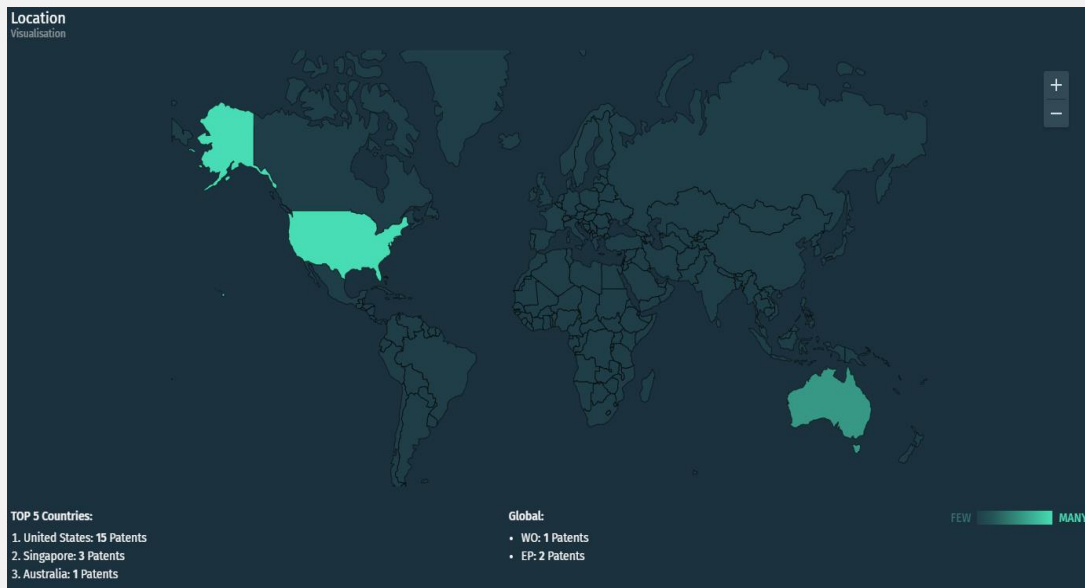 Location
Visualisation
+
−
TOP 5 Countries:
1. United States: 15 Patents
2. Singapore: 3 Patents
3. Australia: 1 Patents
Global:
• WO: 1 Patents
• EP: 2 Patents
FEW MANY